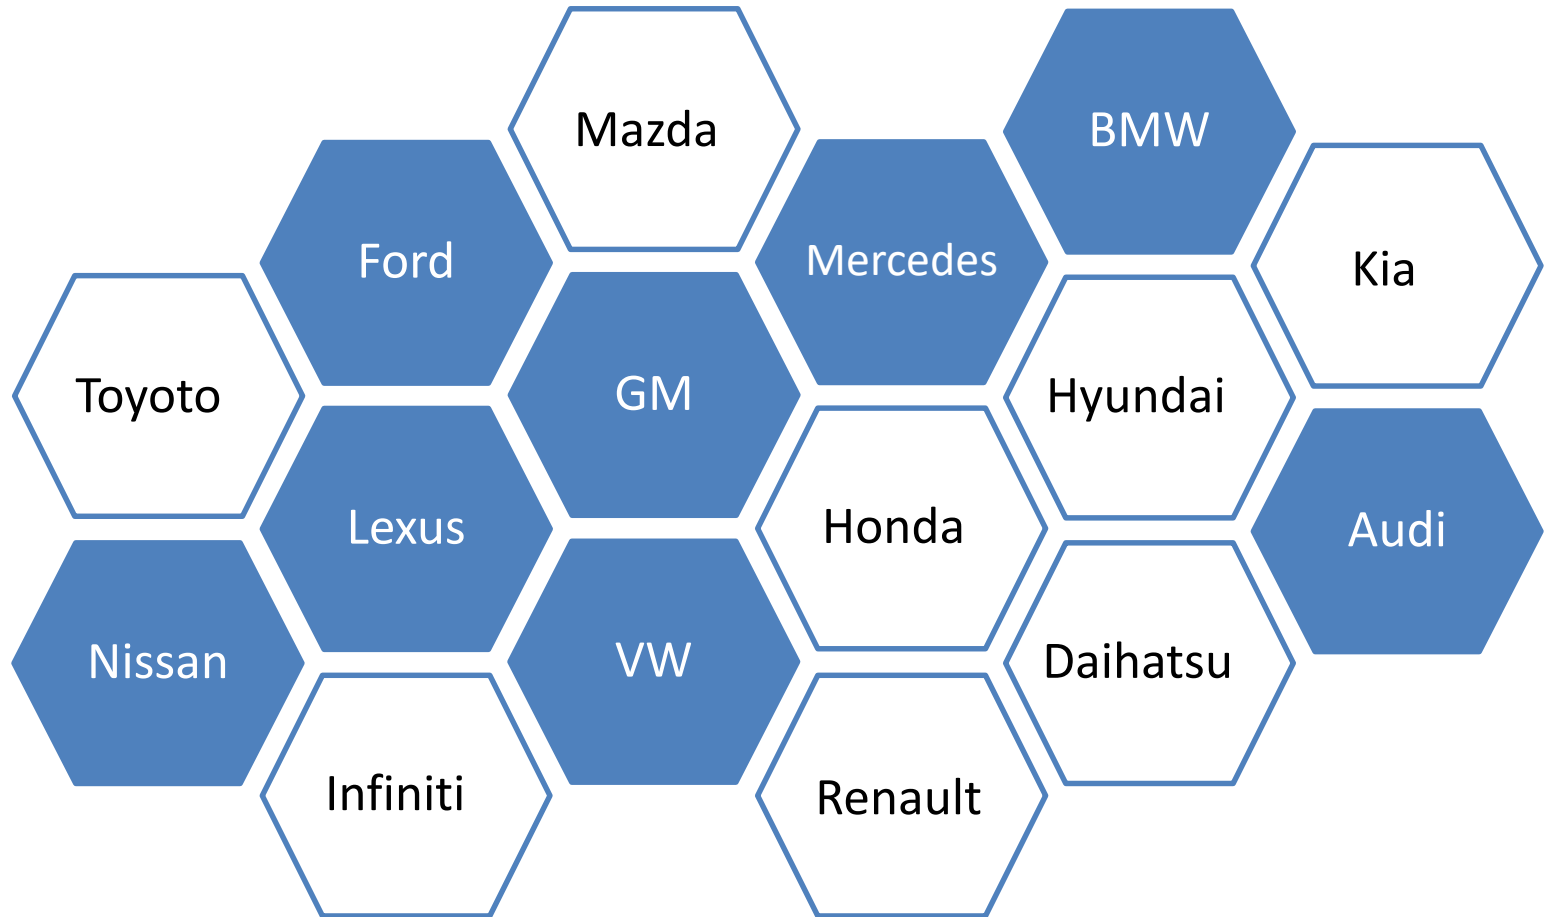 Mazda
BMW
Ford
Mercedes
Kia
Toyoto
GM
Hyundai
Lexus
Honda
Audi
Nissan
VW
Daihatsu
Infiniti
Renault